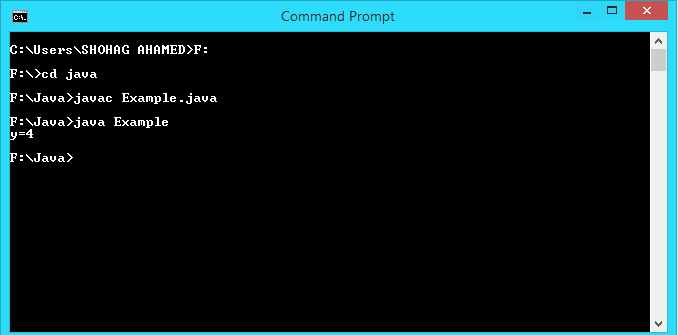 Command Prompt
C:\Users\SHOHAG AHAMED>F:
F:\>cd java
F:\Java>javac Example.java
F:\Java>java Example
y=4
F:\Java>